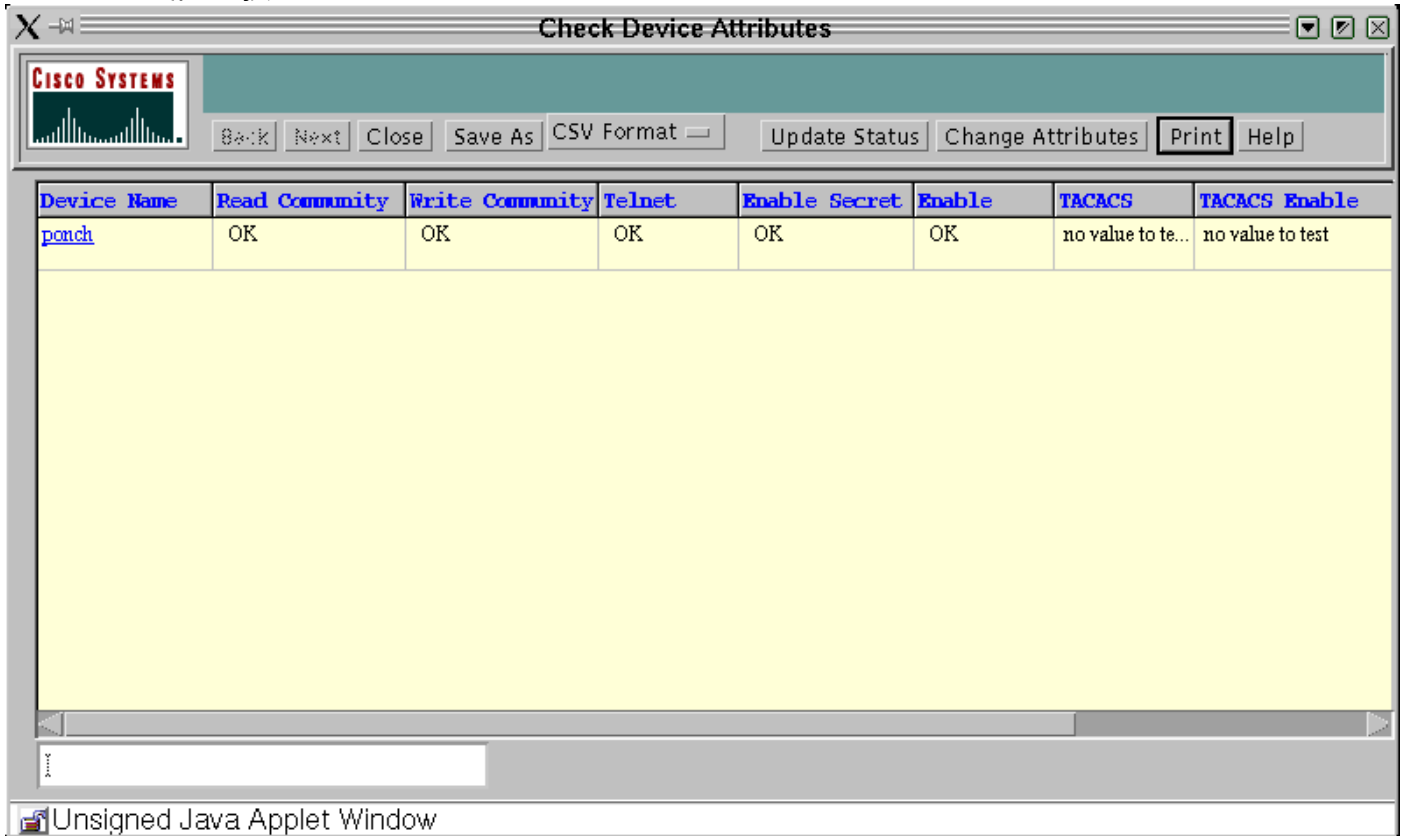 Check Device Attributes
CISCO SYSTEMS
Back Next Close Save As CSV Format Update Status Change Attributes Print Help
Device Name Read Community Write Community Telnet Enable Secret Enable TACACS TACACS Enable
ponch OK OK OK OK OK no value to te... no value to test
Unsigned Java Applet Window